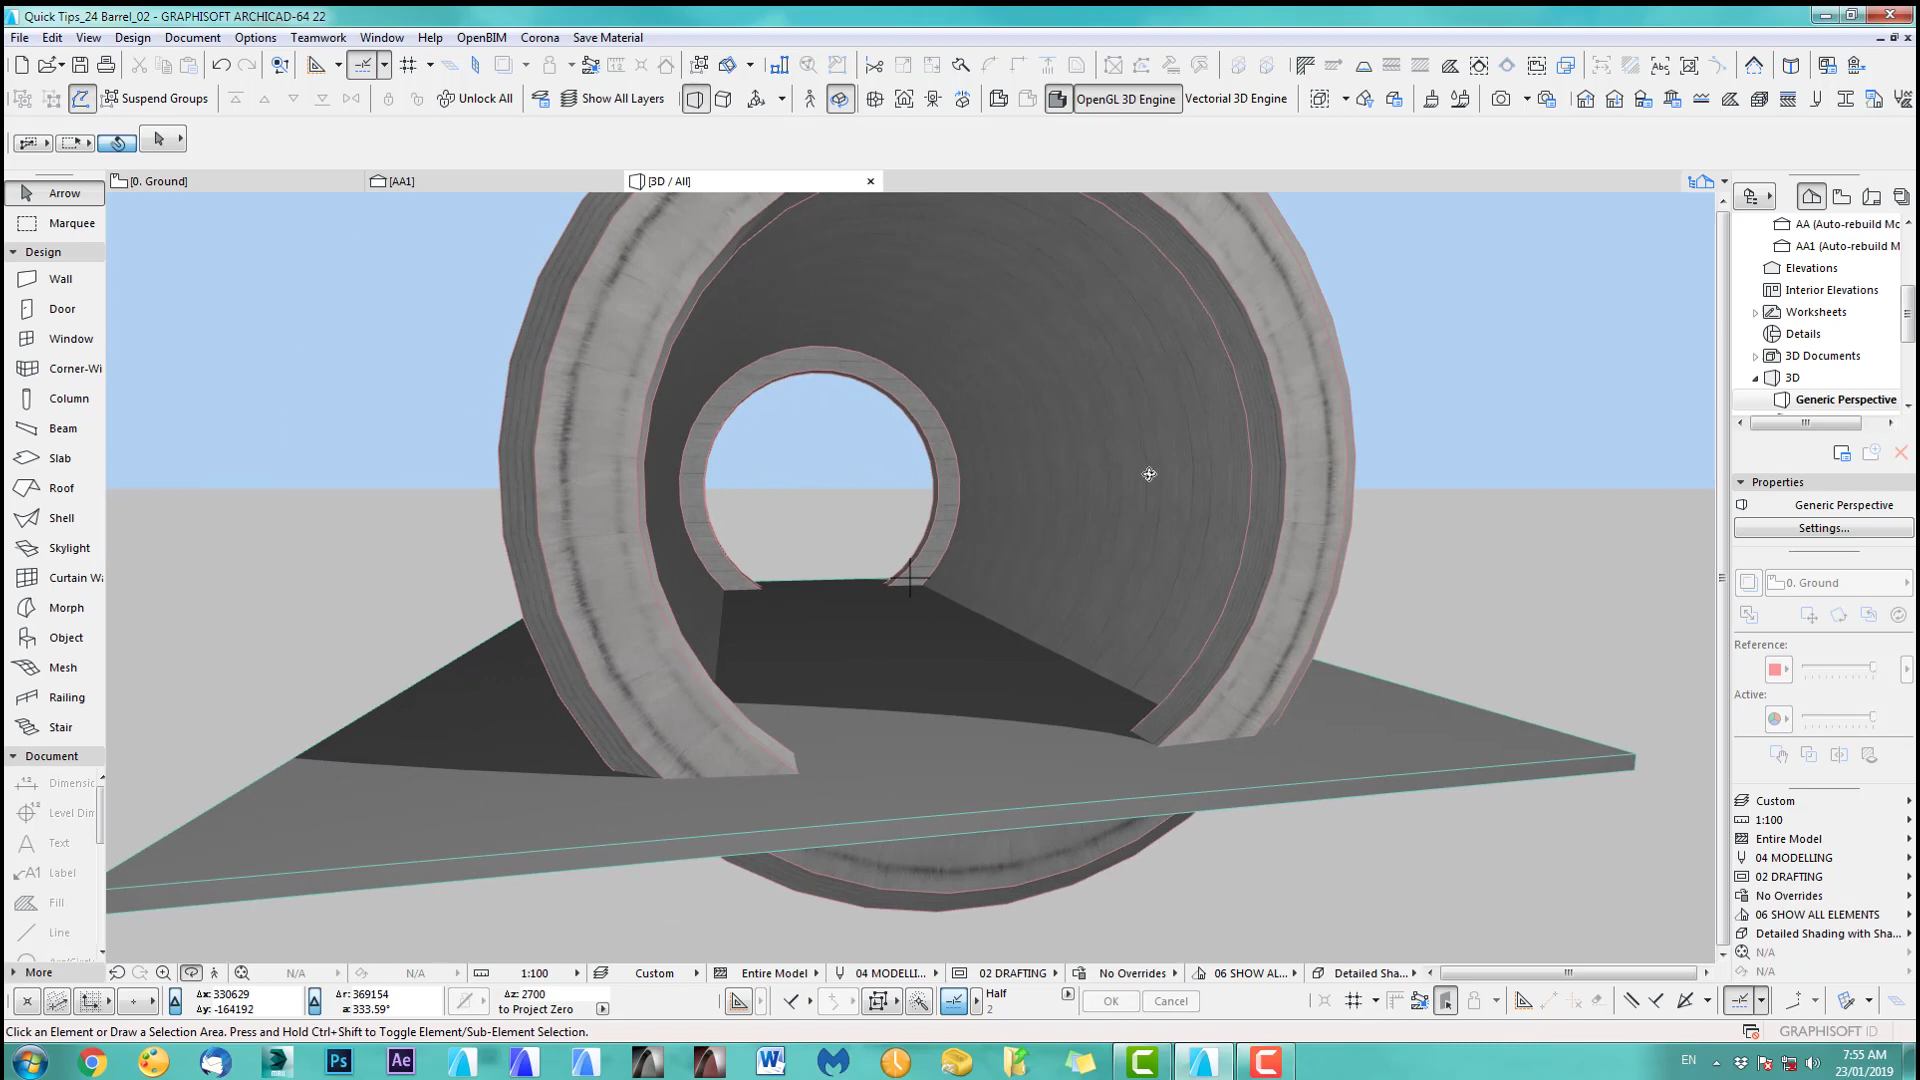 Quick Tips_24 Barrel_02 - GRAPHISOFT ARCHICAD-64 22
File Edit View Design Document Options Teamwork Window Help OpenBIM Corona Save Material
Suspend Groups Unlock All Show All Layers OpenGL 3D Engine Vectorial 3D Engine
[0. Ground] [AA1] [3D / All]
Arrow
Marquee
Design
Wall
Door
Window
Corner-Wi
Column
Beam
Slab
Roof
Shell
Skylight
Curtain Wa
Morph
Object
Mesh
Railing
Stair
Document
Dimensic
Level Dim
Text
Label
Fill
Line
More
AA (Auto-rebuild Mc
AA1 (Auto-rebuild M
Elevations
Interior Elevations
Worksheets
Details
3D Documents
3D
Generic Perspective
Properties
Generic Perspective
Settings...
0. Ground
Reference:
Active:
Custom
1:100
Entire Model
04 MODELLING
02 DRAFTING
No Overrides
06 SHOW ALL ELEMENTS
Detailed Shading with Sha...
N/A
N/A
N/A N/A 1:100 Custom Entire Model 04 MODELLI... 02 DRAFTING No Overrides 06 SHOW AL... Detailed Sha...
Δx: 330629
Δy: -164192
Δr: 369154
a: 333.59°
Δz: 2700
to Project Zero
Half
2
OK Cancel
Click an Element or Draw a Selection Area. Press and Hold Ctrl+Shift to Toggle Element/Sub-Element Selection.
GRAPHISOFT ID
Ps Ae W
EN
7:55 AM
23/01/2019